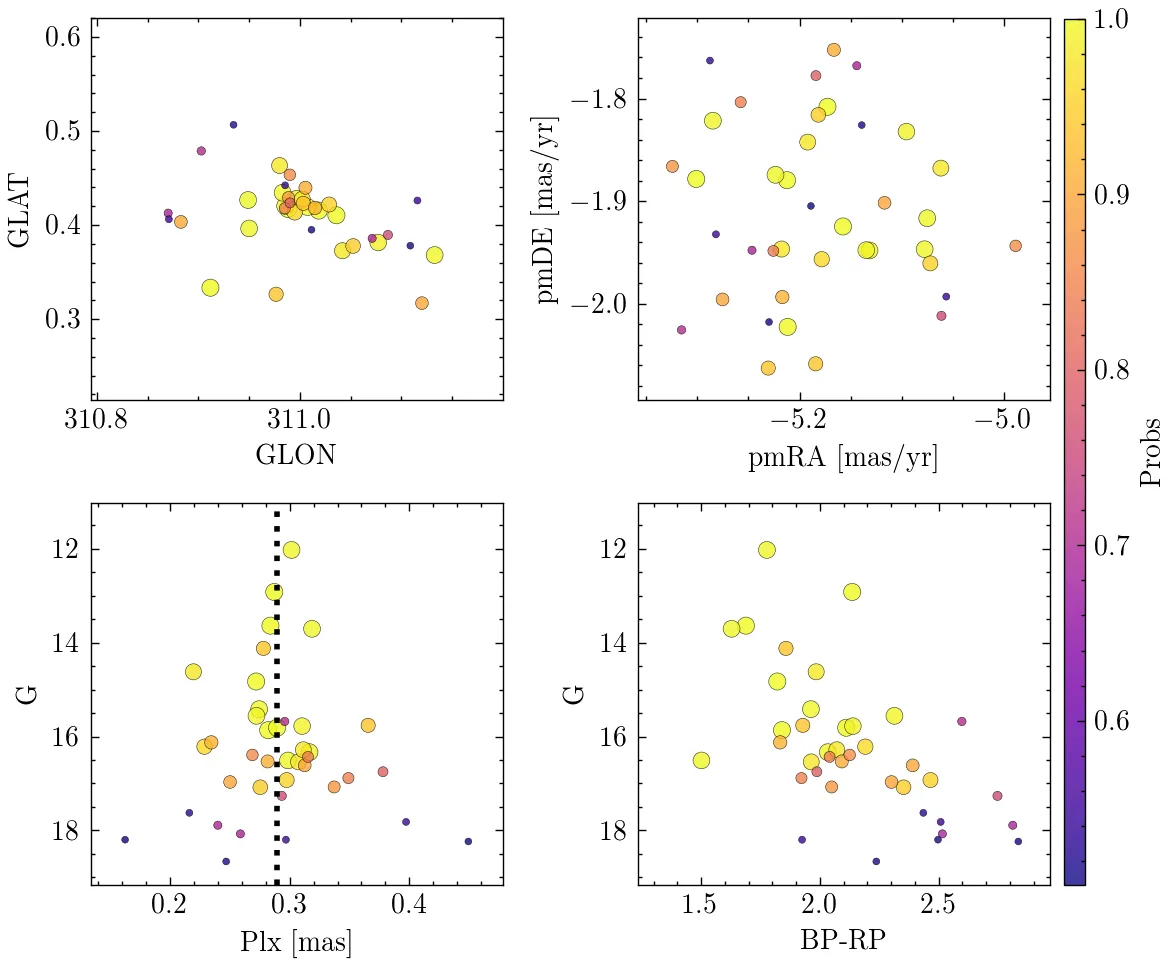 0.6
0.5
0.4
0.3
GLAT
310.8 311.0
GLON
−1.8
−1.9
−2.0
pmDE [mas/yr]
−5.2 −5.0
pmRA [mas/yr]
12
14
16
18
G
0.2 0.3 0.4
Plx [mas]
12
14
16
18
G
1.5 2.0 2.5
BP-RP
1.0
0.9
0.8
0.7
0.6
Probs